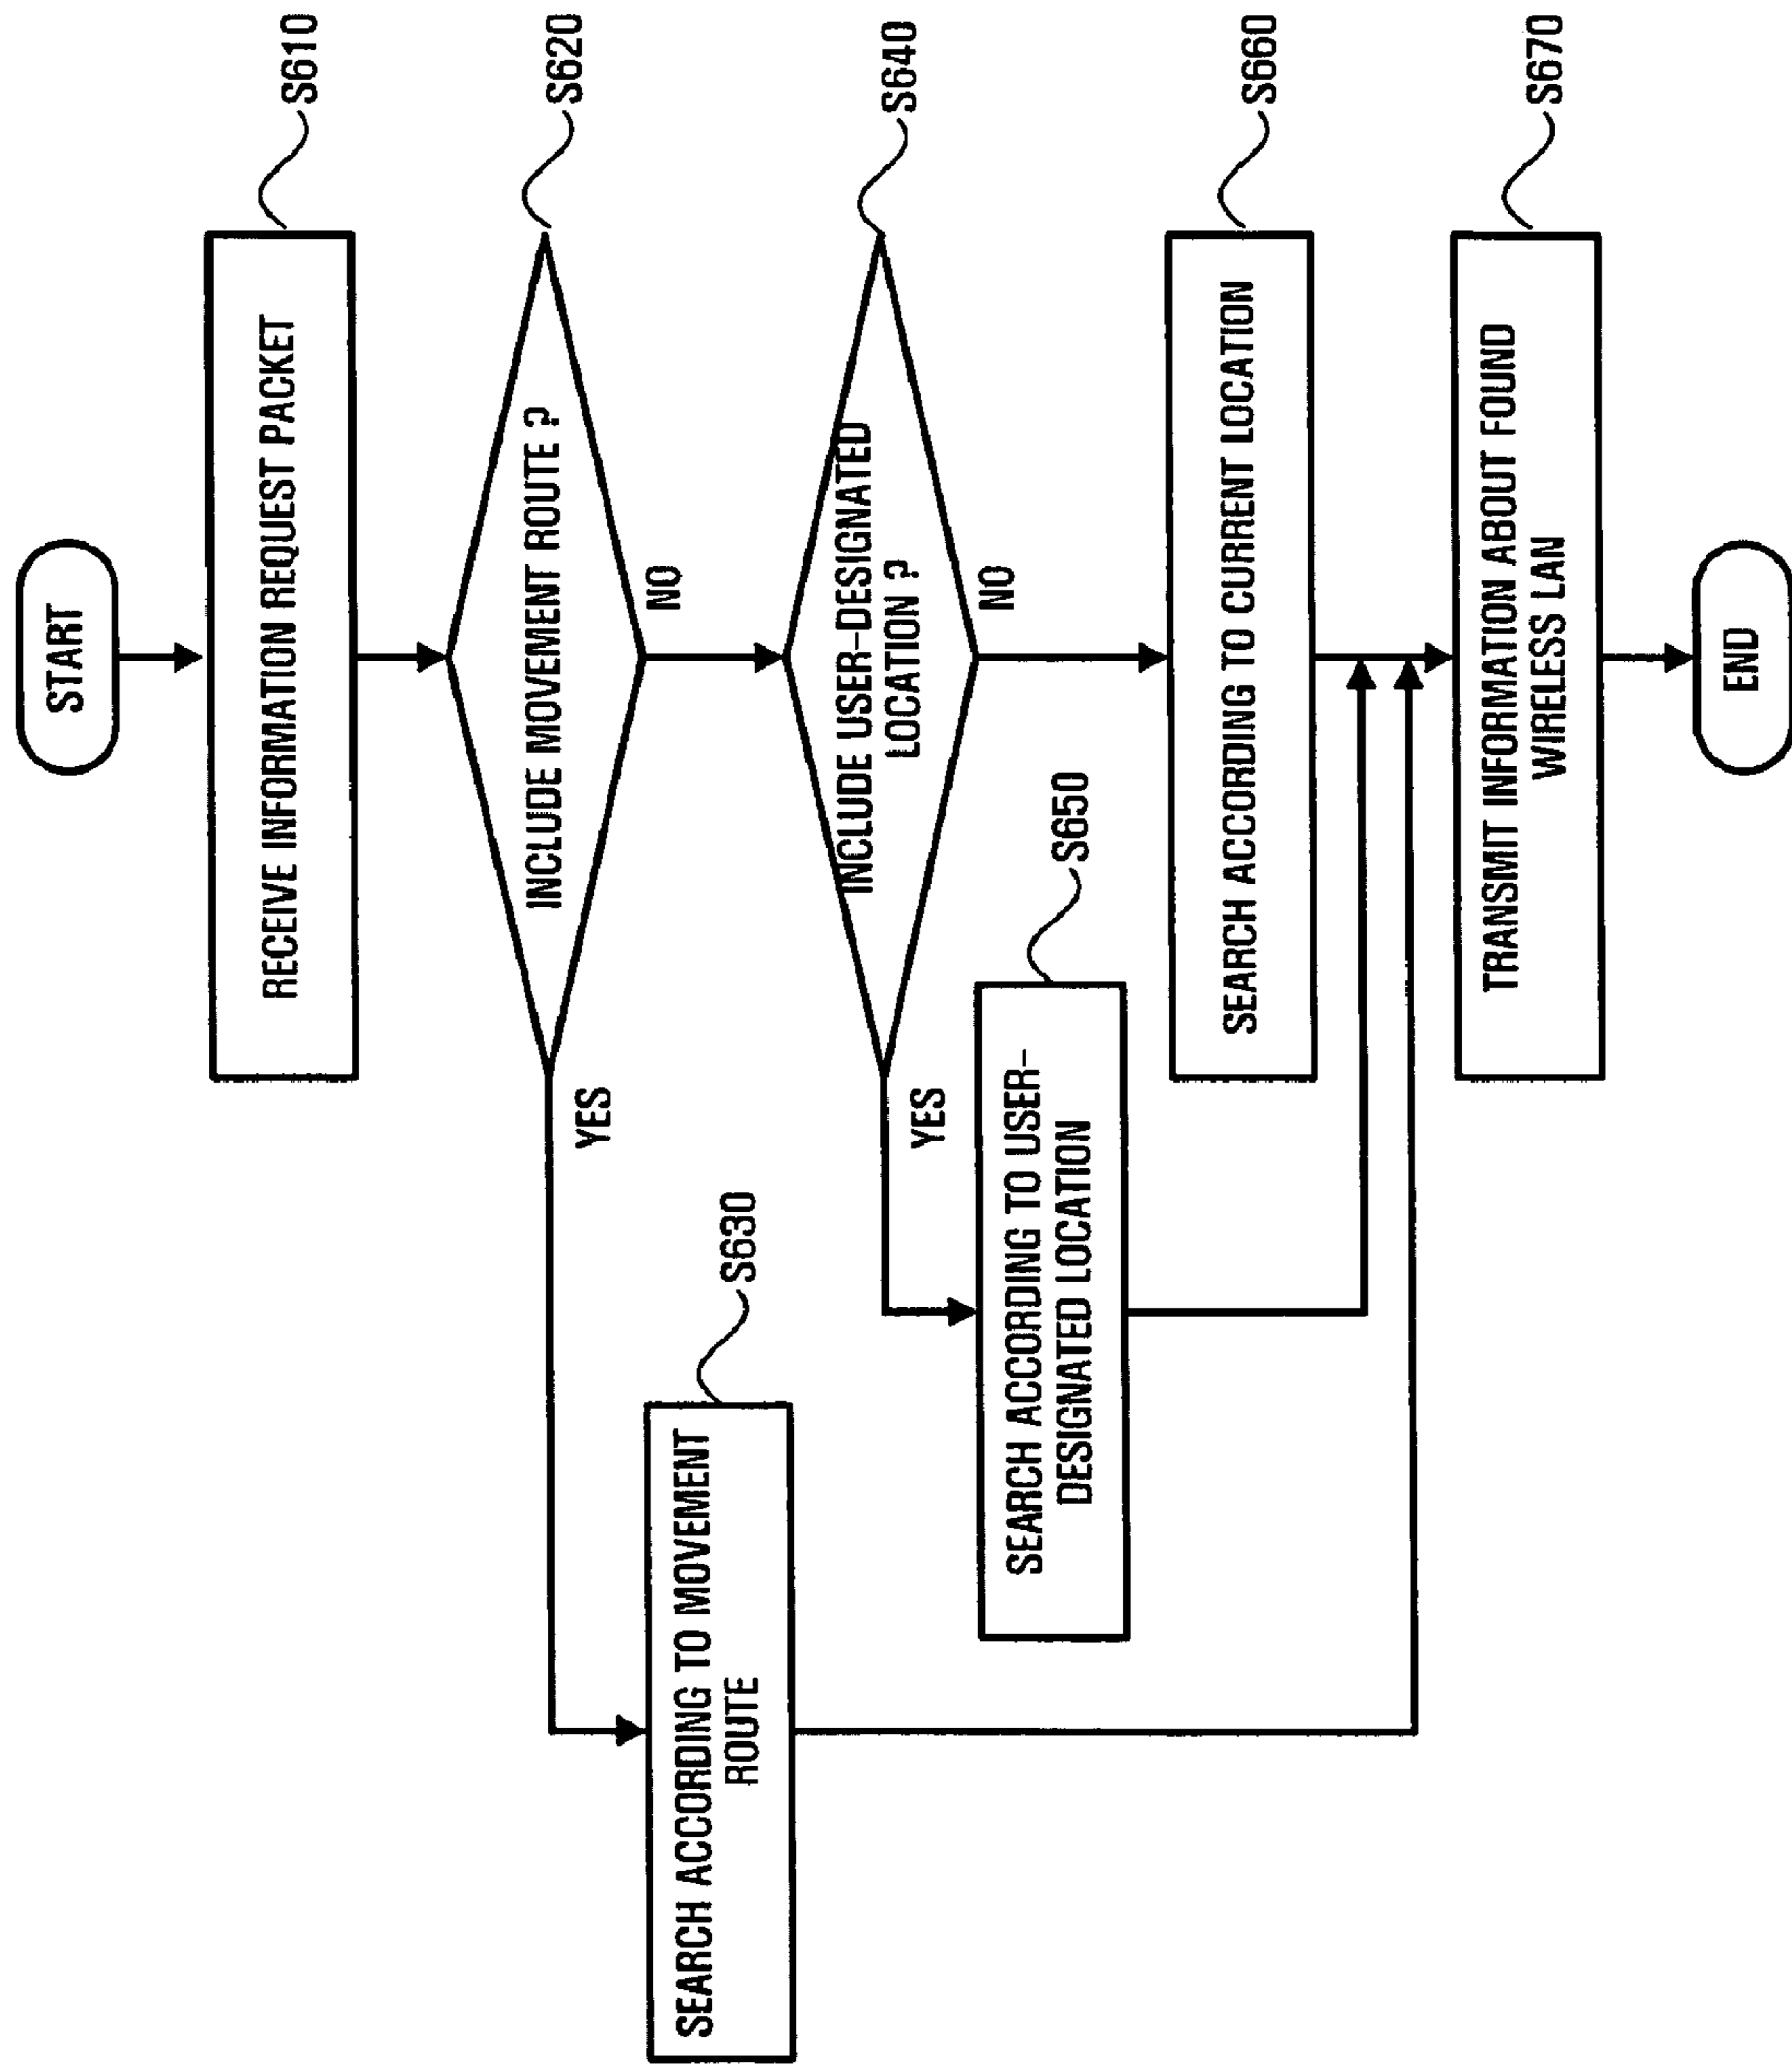 START
RECEIVE INFORMATION REQUEST PACKET
S610
INCLUDE MOVEMENT ROUTE ?
S620
YES
NO
SEARCH ACCORDING TO MOVEMENT
ROUTE
S630
INCLUDE USER-DESIGNATED
LOCATION ?
S640
YES
NO
SEARCH ACCORDING TO USER-
DESIGNATED LOCATION
S650
SEARCH ACCORDING TO CURRENT LOCATION
S660
TRANSMIT INFORMATION ABOUT FOUND
WIRELESS LAN
S670
END